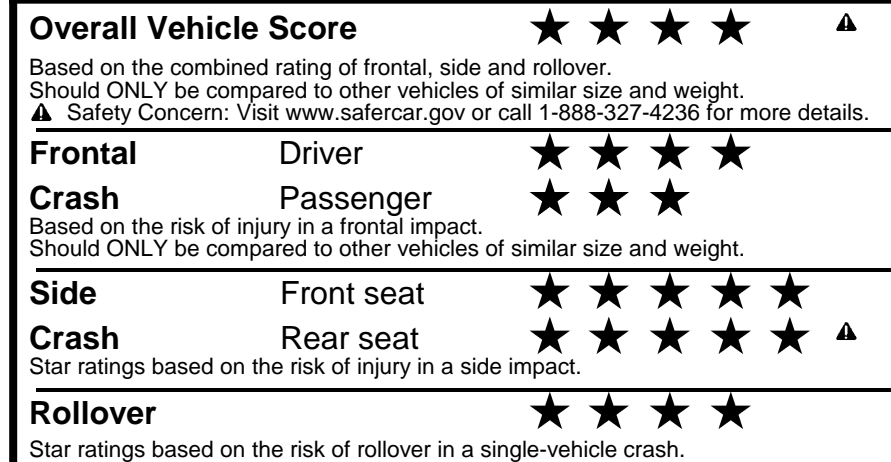 Overall Vehicle Score ★ ★ ★ ★ ⚠
Based on the combined rating of frontal, side and rollover.
Should ONLY be compared to other vehicles of similar size and weight.
⚠ Safety Concern: Visit www.safercar.gov or call 1-888-327-4236 for more details.
Frontal Driver ★ ★ ★ ★
Crash Passenger ★ ★ ★
Based on the risk of injury in a frontal impact.
Should ONLY be compared to other vehicles of similar size and weight.
Side Front seat ★ ★ ★ ★ ★
Crash Rear seat ★ ★ ★ ★ ★ ⚠
Star ratings based on the risk of injury in a side impact.
Rollover ★ ★ ★ ★
Star ratings based on the risk of rollover in a single-vehicle crash.